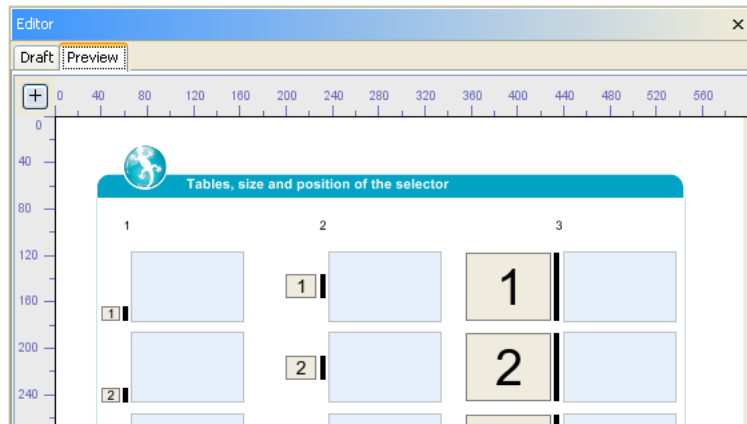 Editor
Draft Preview
0 40 80 120 160 200 240 280 320 360 400 440 480 520 560
0
40
Tables, size and position of the selector
80
1 2 3
120
1 1
160
1
200
2 2
240
2